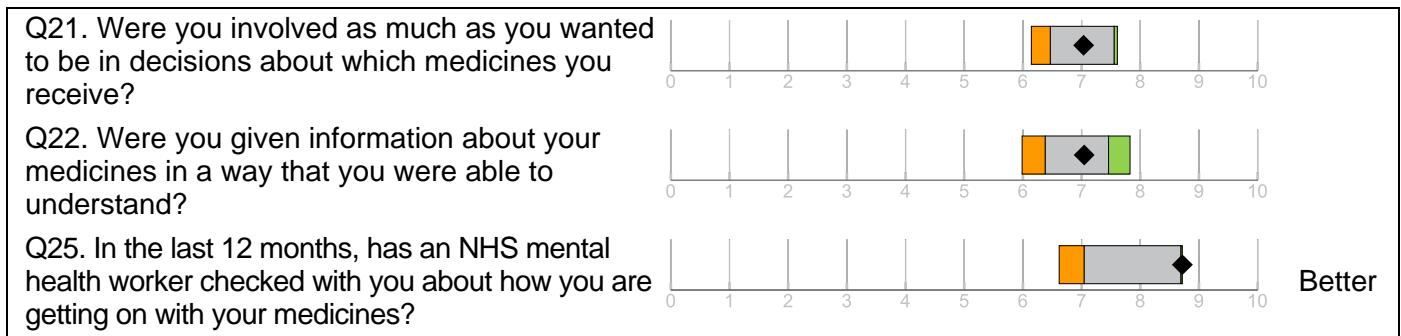 Q21. Were you involved as much as you wanted
to be in decisions about which medicines you
receive?
0 1 2 3 4 5 6 7 8 9 10
Q22. Were you given information about your
medicines in a way that you were able to
understand?
0 1 2 3 4 5 6 7 8 9 10
Q25. In the last 12 months, has an NHS mental
health worker checked with you about how you are
getting on with your medicines?
0 1 2 3 4 5 6 7 8 9 10
Better